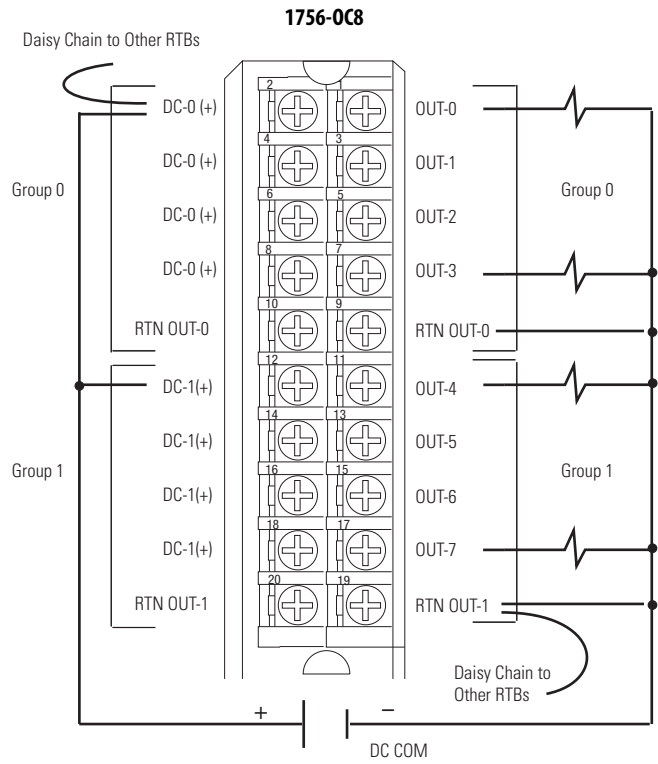 1756-OC8
Daisy Chain to Other RTBs
2 1
DC-0 (+) OUT-0
4 3
DC-0 (+) OUT-1
Group 0 Group 0
6 5
DC-0 (+) OUT-2
8 7
DC-0 (+) OUT-3
10 9
RTN OUT-0 RTN OUT-0
12 11
DC-1(+) OUT-4
14 13
DC-1(+) OUT-5
Group 1 Group 1
16 15
DC-1(+) OUT-6
18 17
DC-1(+) OUT-7
20 19
RTN OUT-1 RTN OUT-1
Daisy Chain to
Other RTBs
+ –
DC COM